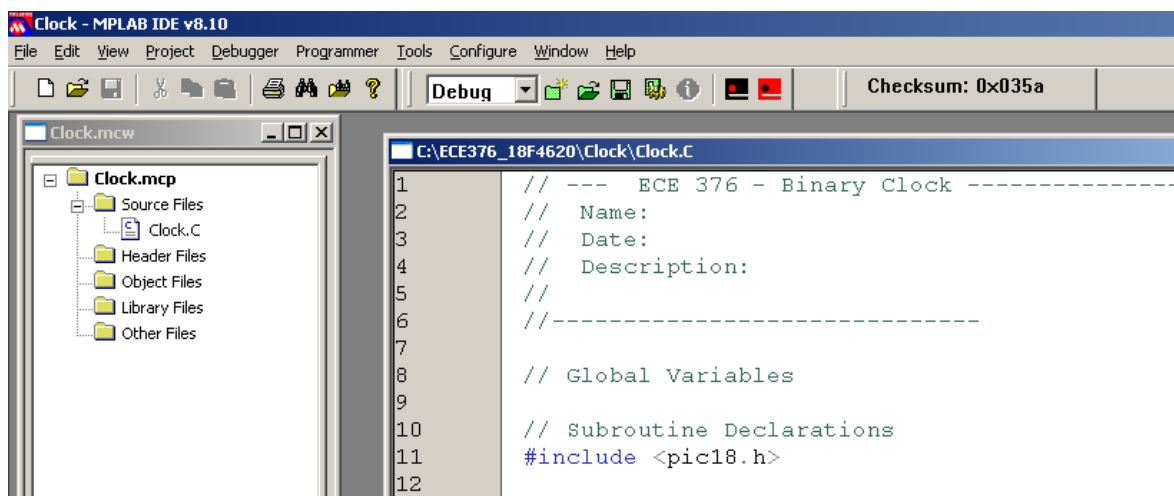 Clock - MPLAB IDE v8.10
File Edit View Project Debugger Programmer Tools Configure Window Help
Debug
Checksum: 0x035a
Clock.mcw
Clock.mcp
Source Files
Clock.C
Header Files
Object Files
Library Files
Other Files
C:\ECE376_18F4620\Clock\Clock.C
1 // --- ECE 376 - Binary Clock ---------------
2 // Name:
3 // Date:
4 // Description:
5 //
6 //------------------------------
7
8 // Global Variables
9
10 // Subroutine Declarations
11 #include <pic18.h>
12